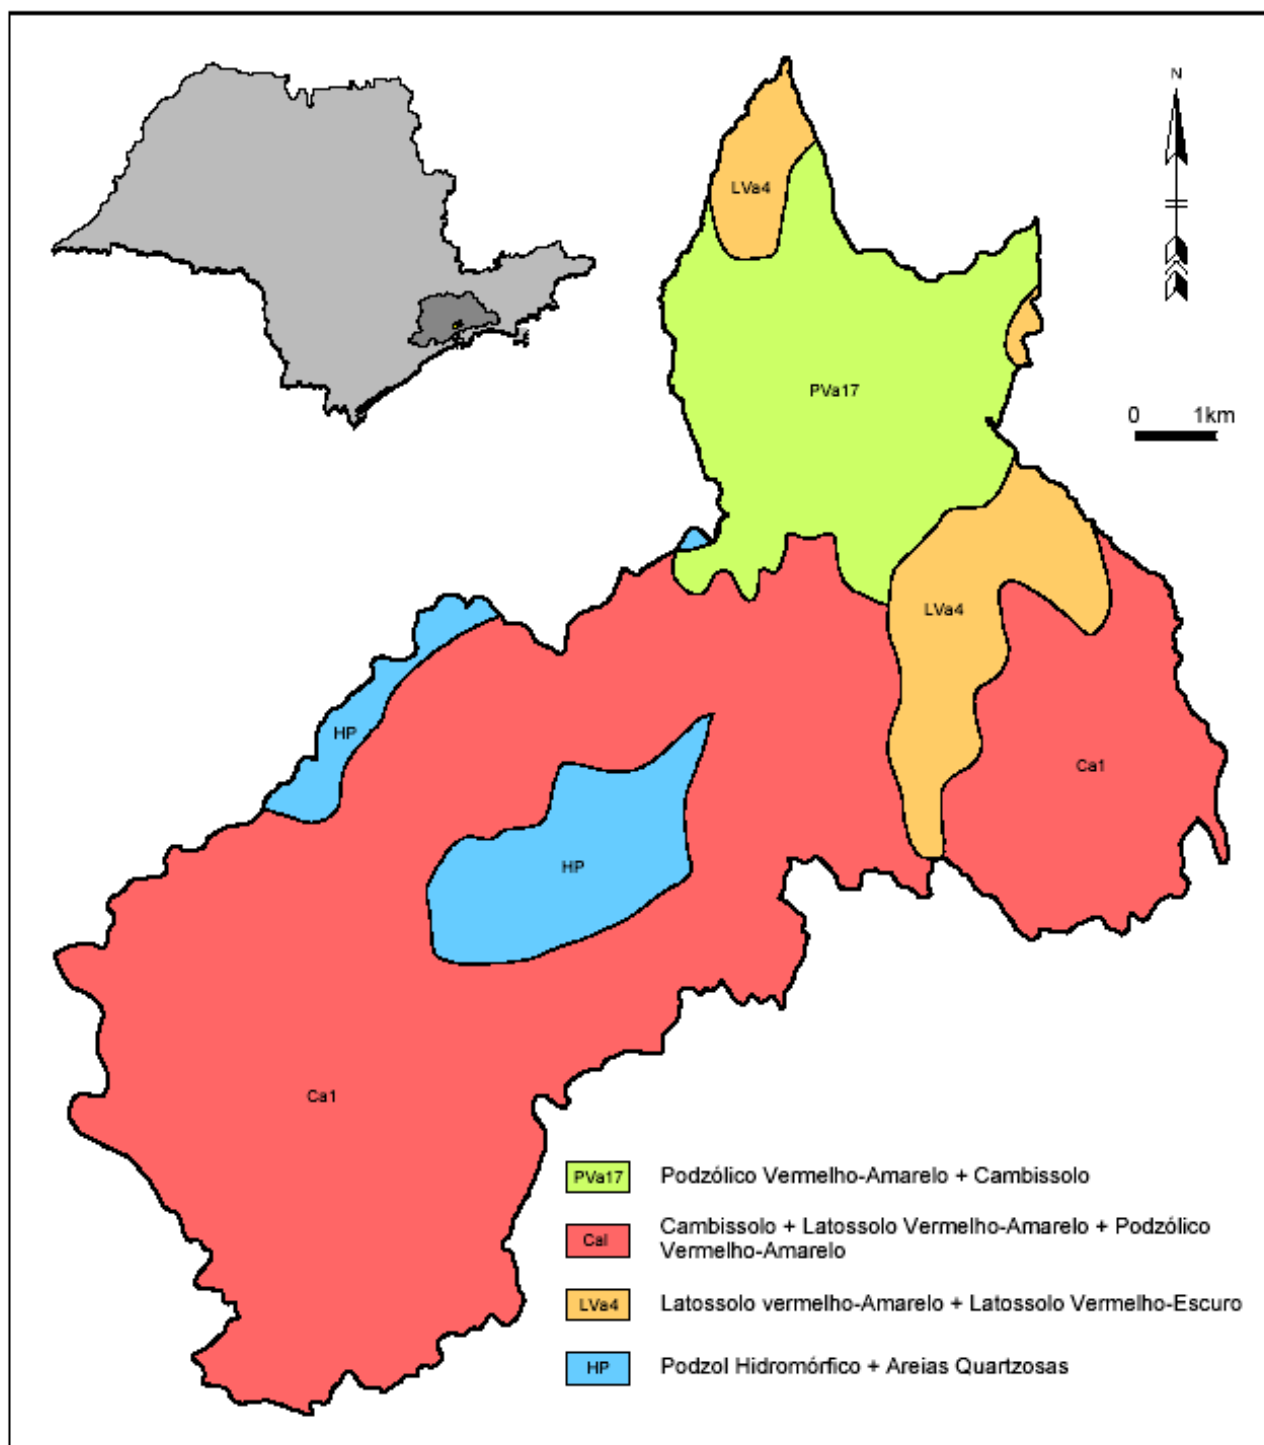 N
LVa4
PVa17
0 1km
LVa4
HP
Ca1
HP
Ca1
PVa17 Podzólico Vermelho-Amarelo + Cambissolo
Cal Cambissolo + Latossolo Vermelho-Amarelo + Podzólico
Vermelho-Amarelo
LVa4 Latossolo vermelho-Amarelo + Latossolo Vermelho-Escuro
HP Podzol Hidromórfico + Areias Quartzosas